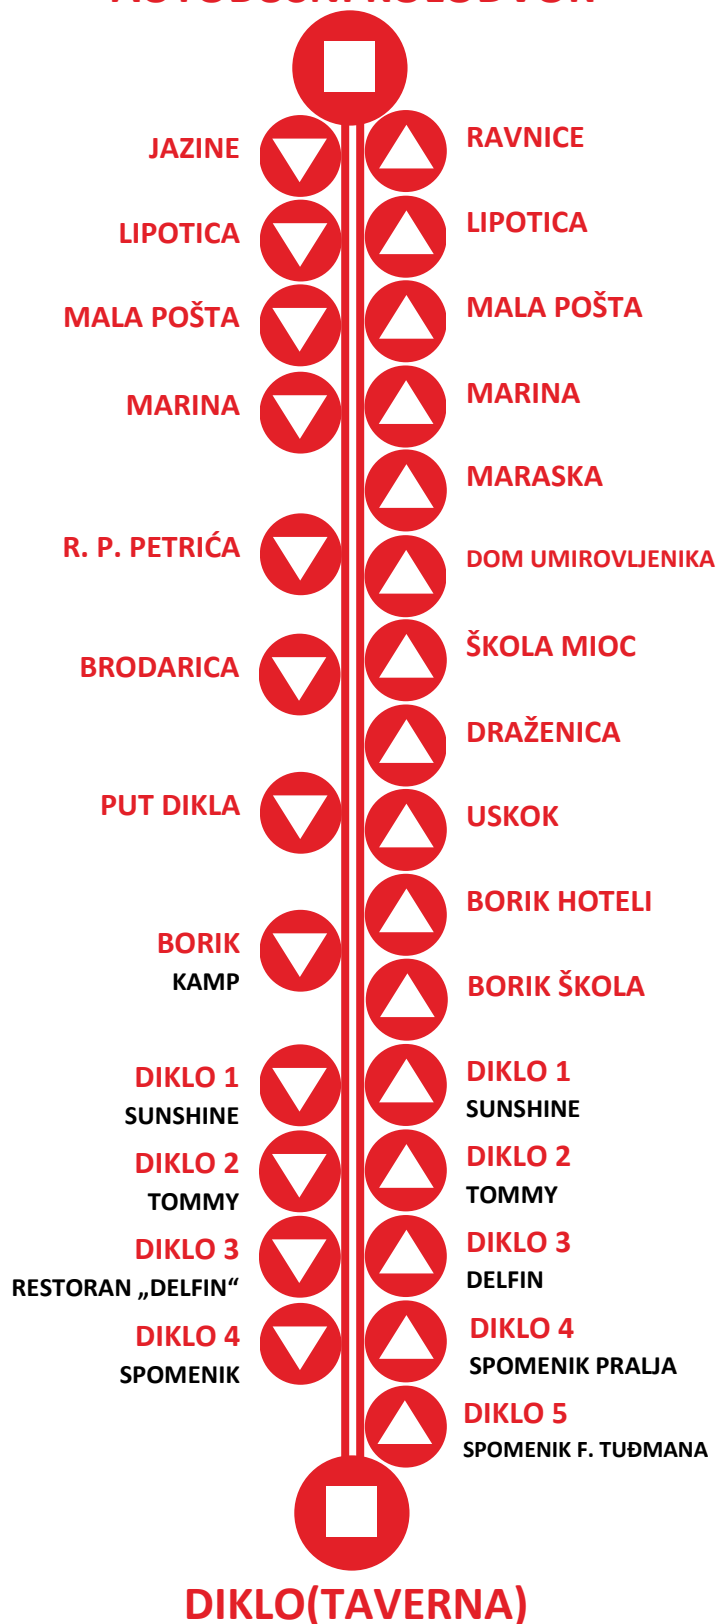 AUTOBUSNI KOLODVOR
JAZINE
RAVNICE
LIPOTICA
LIPOTICA
MALA POŠTA
MALA POŠTA
MARINA
MARINA
MARASKA
R. P. PETRIĆA
DOM UMIROVLJENIKA
BRODARICA
ŠKOLA MIOC
DRAŽENICA
PUT DIKLA
USKOK
BORIK HOTELI
BORIK
KAMP
BORIK ŠKOLA
DIKLO 1
SUNSHINE
DIKLO 1
SUNSHINE
DIKLO 2
TOMMY
DIKLO 2
TOMMY
DIKLO 3
RESTORAN „DELFIN“
DIKLO 3
DELFIN
DIKLO 4
SPOMENIK
DIKLO 4
SPOMENIK PRALJA
DIKLO 5
SPOMENIK F. TUĐMANA
DIKLO(TAVERNA)